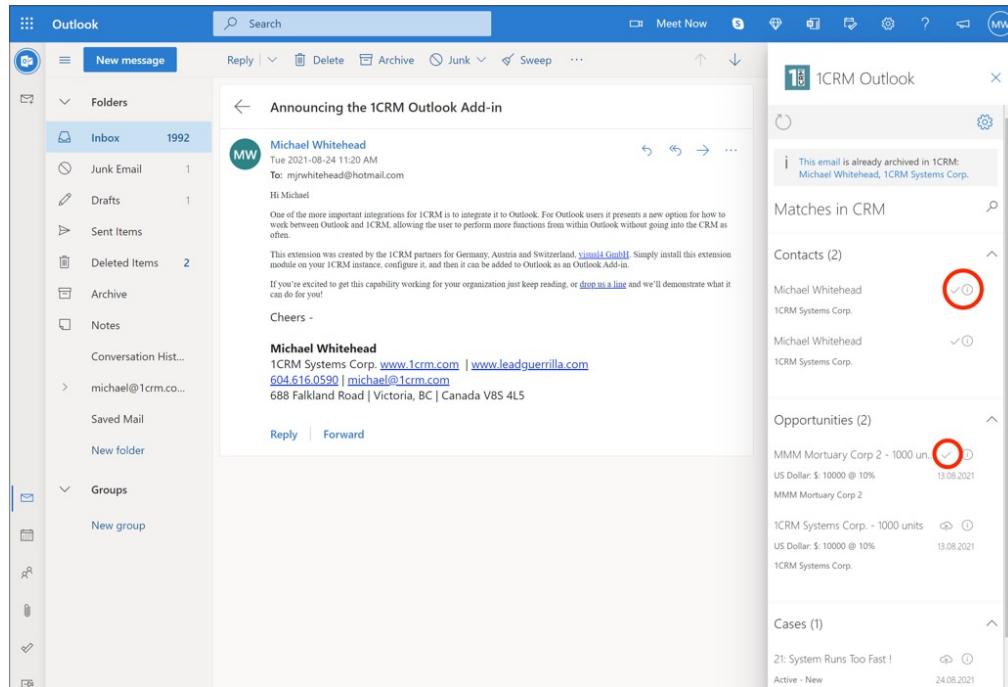 Outlook
Search
Meet Now
MW
New message
Reply
Delete
Archive
Junk
Sweep
Folders
Inbox 1992
Junk Email 1
Drafts 1
Sent Items
Deleted Items 2
Archive
Notes
Conversation Hist...
michael@1crm.co...
Saved Mail
New folder
Groups
New group
Announcing the 1CRM Outlook Add-in
MW
Michael Whitehead
Tue 2021-08-24 11:20 AM
To: mjrwhitehead@hotmail.com
Hi Michael
One of the more important integrations for 1CRM is to integrate it to Outlook. For Outlook users it presents a new option for how to
work between Outlook and 1CRM, allowing the user to perform more functions from within Outlook without going into the CRM as
often.
This extension was created by the 1CRM partners for Germany, Austria and Switzerland, visual4 GmbH. Simply install this extension
module on your 1CRM instance, configure it, and then it can be added to Outlook as an Outlook Add-in.
If you're excited to get this capability working for your organization just keep reading, or drop us a line and we'll demonstrate what it
can do for you!
Cheers -
Michael Whitehead
1CRM Systems Corp. www.1crm.com | www.leadguerrilla.com
604.616.0590 | michael@1crm.com
688 Falkland Road | Victoria, BC | Canada V8S 4L5
Reply Forward
1CRM Outlook
This email is already archived in 1CRM:
Michael Whitehead, 1CRM Systems Corp.
Matches in CRM
Contacts (2)
Michael Whitehead
1CRM Systems Corp.
Michael Whitehead
1CRM Systems Corp.
Opportunities (2)
MMM Mortuary Corp 2 - 1000 un...
US Dollar: $: 10000 @ 10% 13.08.2021
MMM Mortuary Corp 2
1CRM Systems Corp. - 1000 units
US Dollar: $: 10000 @ 10% 13.08.2021
1CRM Systems Corp.
Cases (1)
21: System Runs Too Fast !
Active - New 24.08.2021